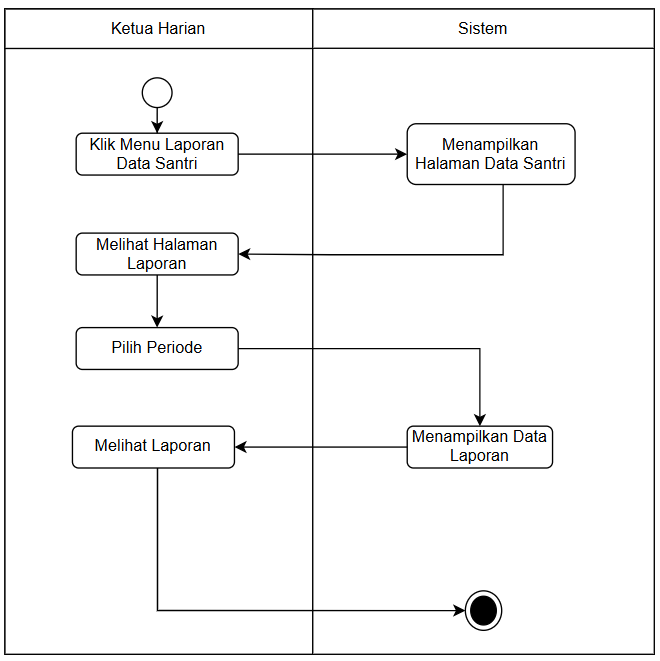 Ketua Harian
Sistem
Klik Menu Laporan
Data Santri
Menampilkan
Halaman Data Santri
Melihat Halaman
Laporan
Pilih Periode
Menampilkan Data
Laporan
Melihat Laporan